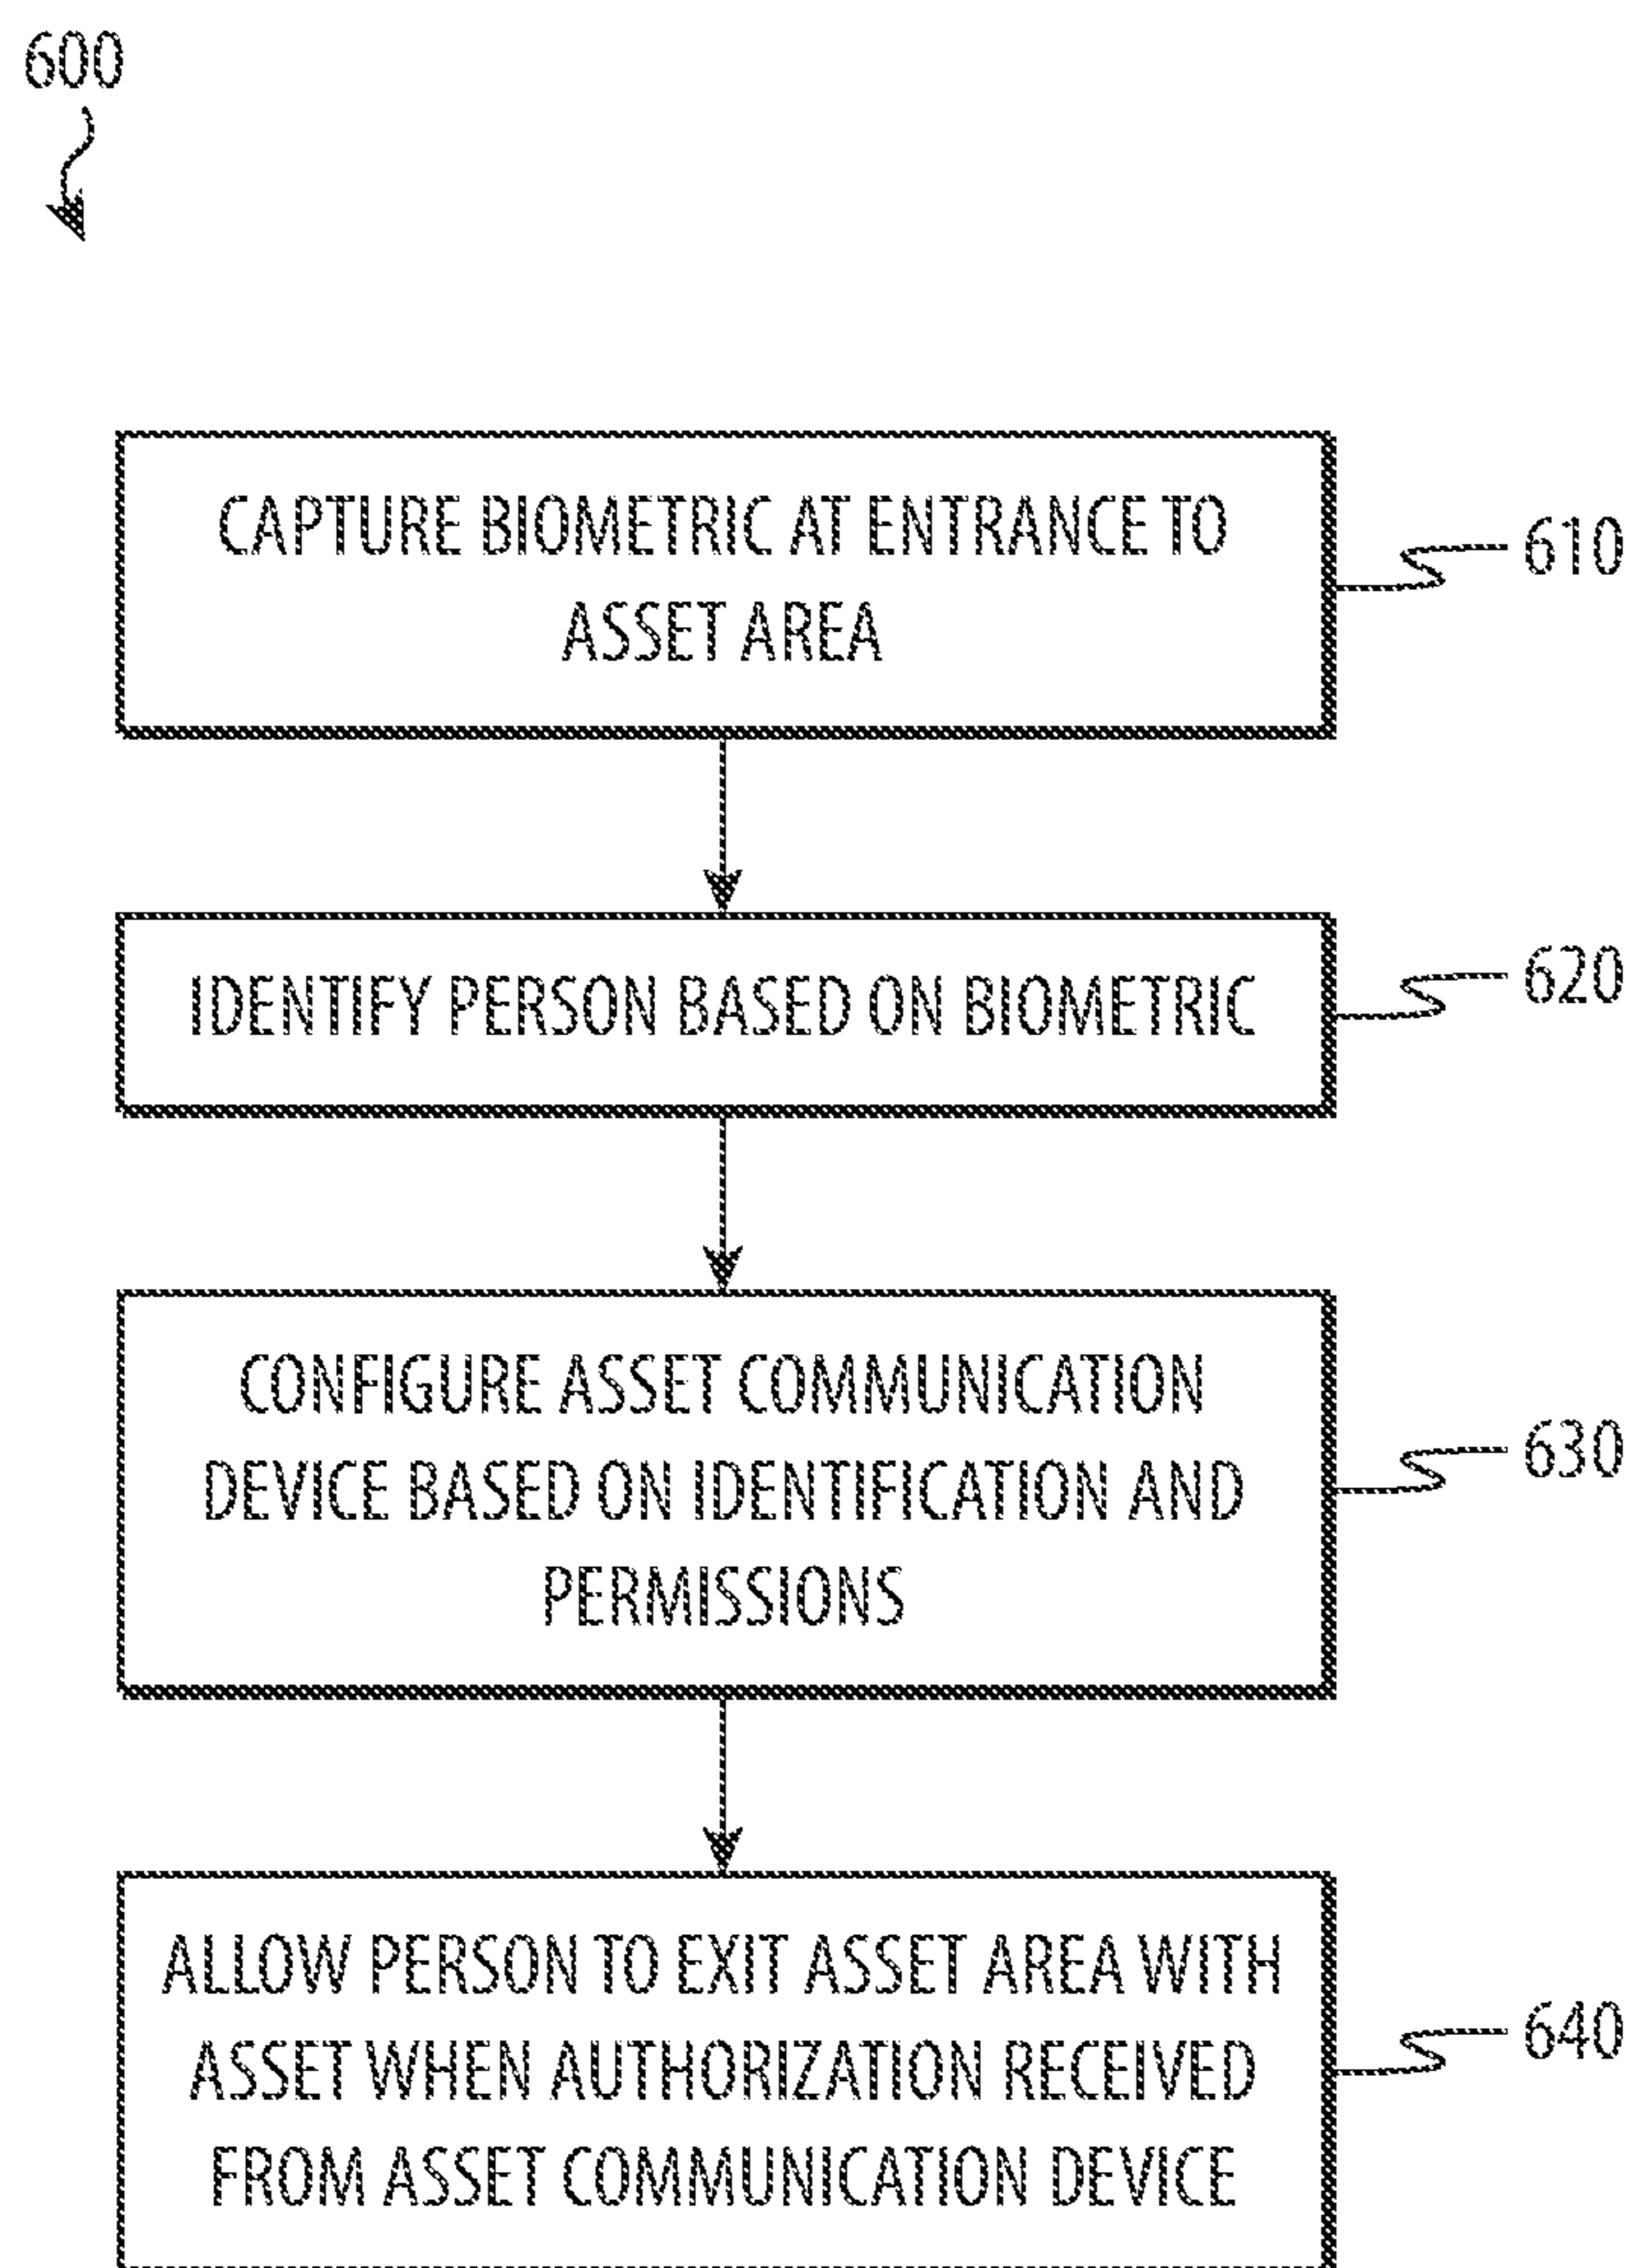 600
CAPTURE BIOMETRIC AT ENTRANCE TO
ASSET AREA
610
IDENTIFY PERSON BASED ON BIOMETRIC
620
CONFIGURE ASSET COMMUNICATION
DEVICE BASED ON IDENTIFICATION AND
PERMISSIONS
630
ALLOW PERSON TO EXIT ASSET AREA WITH
ASSET WHEN AUTHORIZATION RECEIVED
FROM ASSET COMMUNICATION DEVICE
640